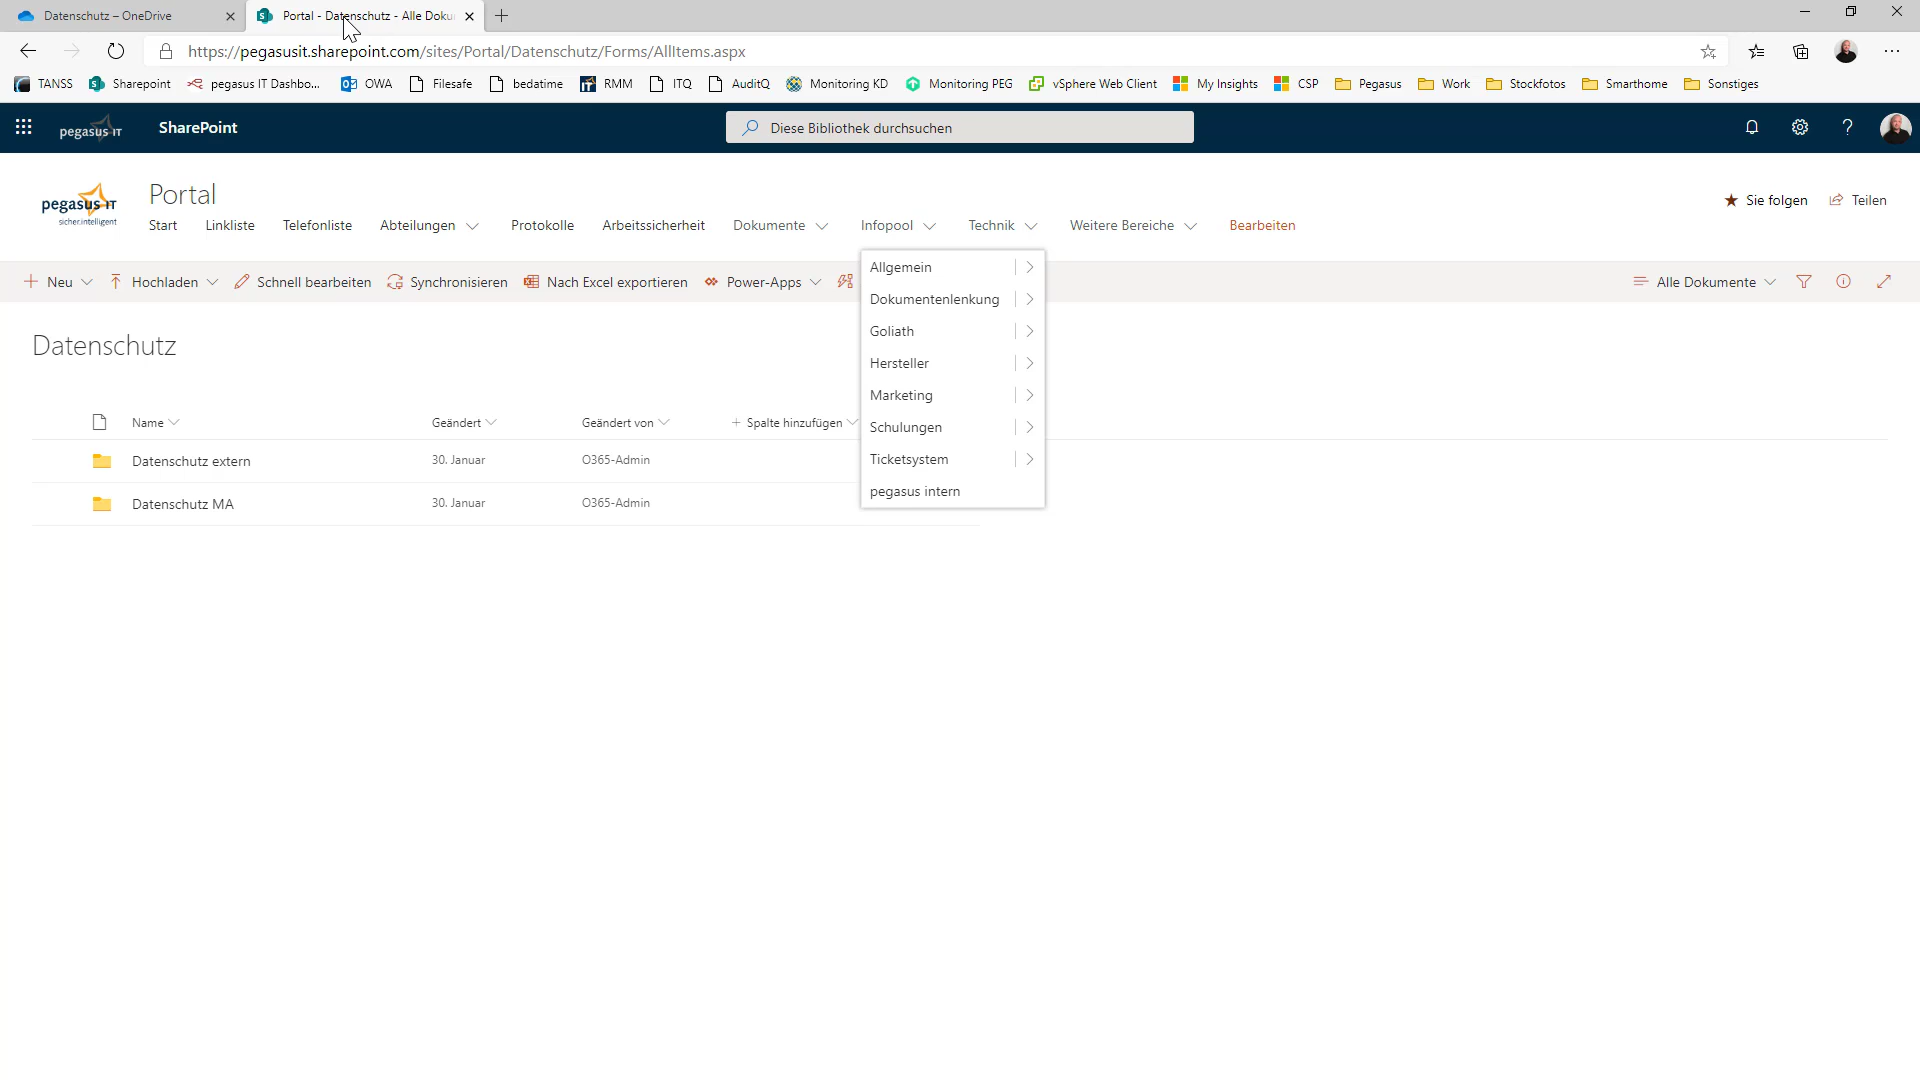 Datenschutz – OneDrive
Portal - Datenschutz - Alle Doku
https://pegasusit.sharepoint.com/sites/Portal/Datenschutz/Forms/AllItems.aspx
TANSS Sharepoint pegasus IT Dashbo... OWA Filesafe bedatime RMM ITQ AuditQ Monitoring KD Monitoring PEG vSphere Web Client My Insights CSP Pegasus Work Stockfotos Smarthome Sonstiges
pegasus IT SharePoint Diese Bibliothek durchsuchen
pegasus IT
sicher.intelligent
Portal
Sie folgen Teilen
Start Linkliste Telefonliste Abteilungen Protokolle Arbeitssicherheit Dokumente Infopool Technik Weitere Bereiche Bearbeiten
Neu Hochladen Schnell bearbeiten Synchronisieren Nach Excel exportieren Power-Apps Alle Dokumente
Allgemein
Dokumentenlenkung
Goliath
Hersteller
Marketing
Schulungen
Ticketsystem
pegasus intern
Datenschutz
Name Geändert Geändert von + Spalte hinzufügen
Datenschutz extern 30. Januar O365-Admin
Datenschutz MA 30. Januar O365-Admin